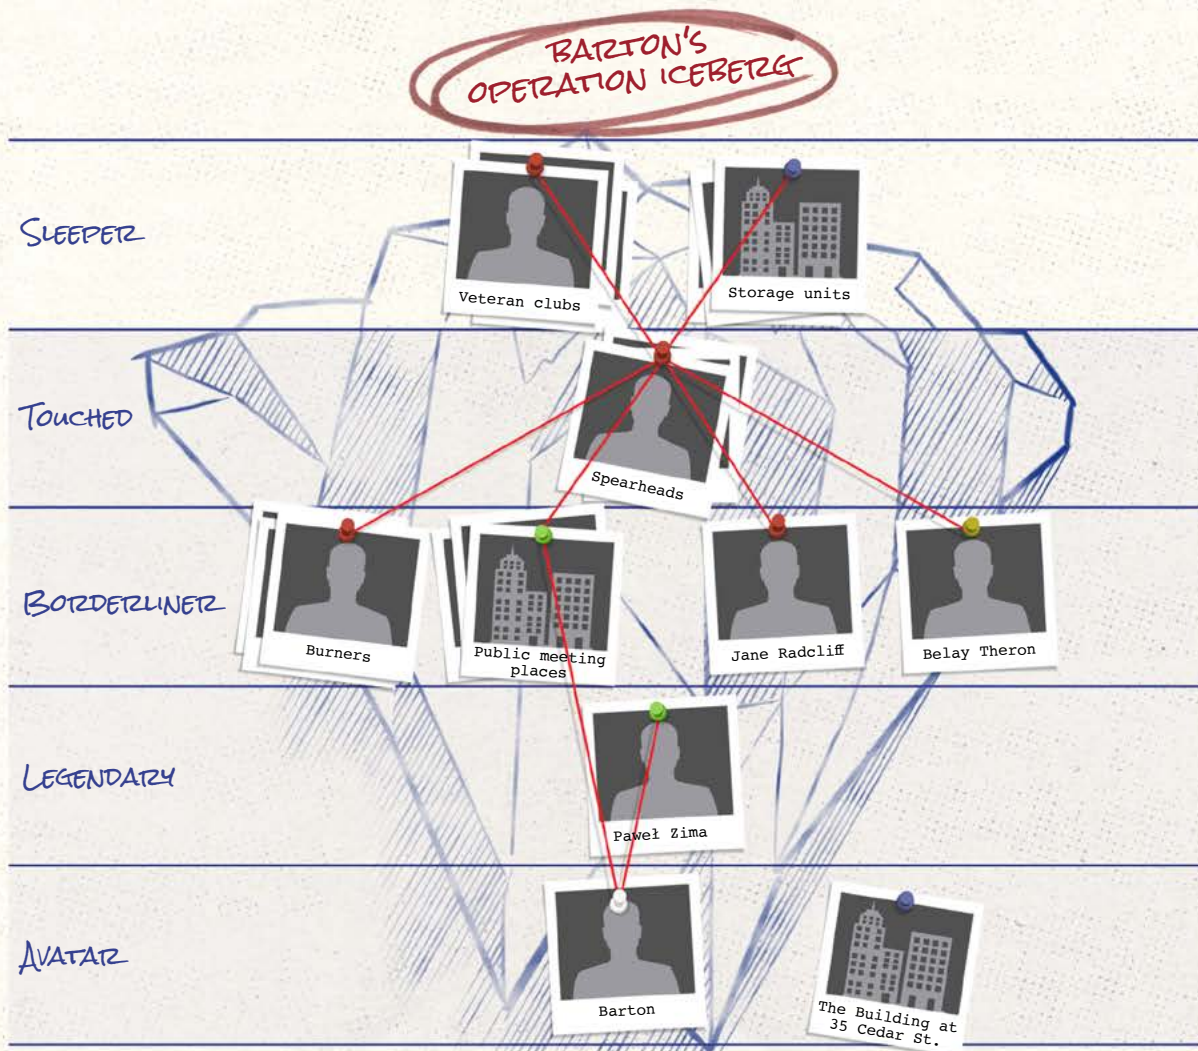 BARTON'S
OPERATION ICEBERG
SLEEPER
Veteran clubs
Storage units
TOUCHED
Spearheads
BORDERLINER
Burners
Public meeting
places
Jane Radcliff
Belay Theron
LEGENDARY
Paweł Zima
AVATAR
Barton
The Building at
35 Cedar St.